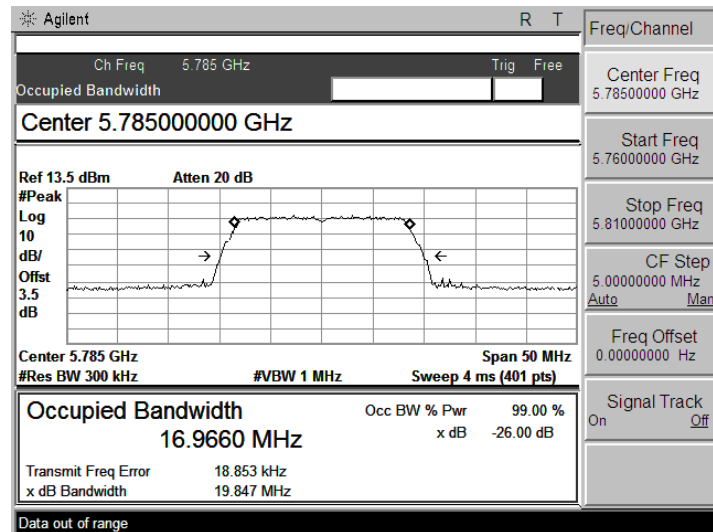 Agilent R T
Ch Freq 5.785 GHz Trig Free
Occupied Bandwidth
Center 5.785000000 GHz
Ref 13.5 dBm Atten 20 dB
#Peak
Log
10
dB/
Offst
3.5
dB
Center 5.785 GHz Span 50 MHz
#Res BW 300 kHz #VBW 1 MHz Sweep 4 ms (401 pts)
Occupied Bandwidth Occ BW % Pwr 99.00 %
16.9660 MHz x dB -26.00 dB
Transmit Freq Error 18.853 kHz
x dB Bandwidth 19.847 MHz
Data out of range
Freq/Channel
Center Freq
5.78500000 GHz
Start Freq
5.76000000 GHz
Stop Freq
5.81000000 GHz
CF Step
5.00000000 MHz
Auto Man
Freq Offset
0.00000000 Hz
Signal Track
On Off